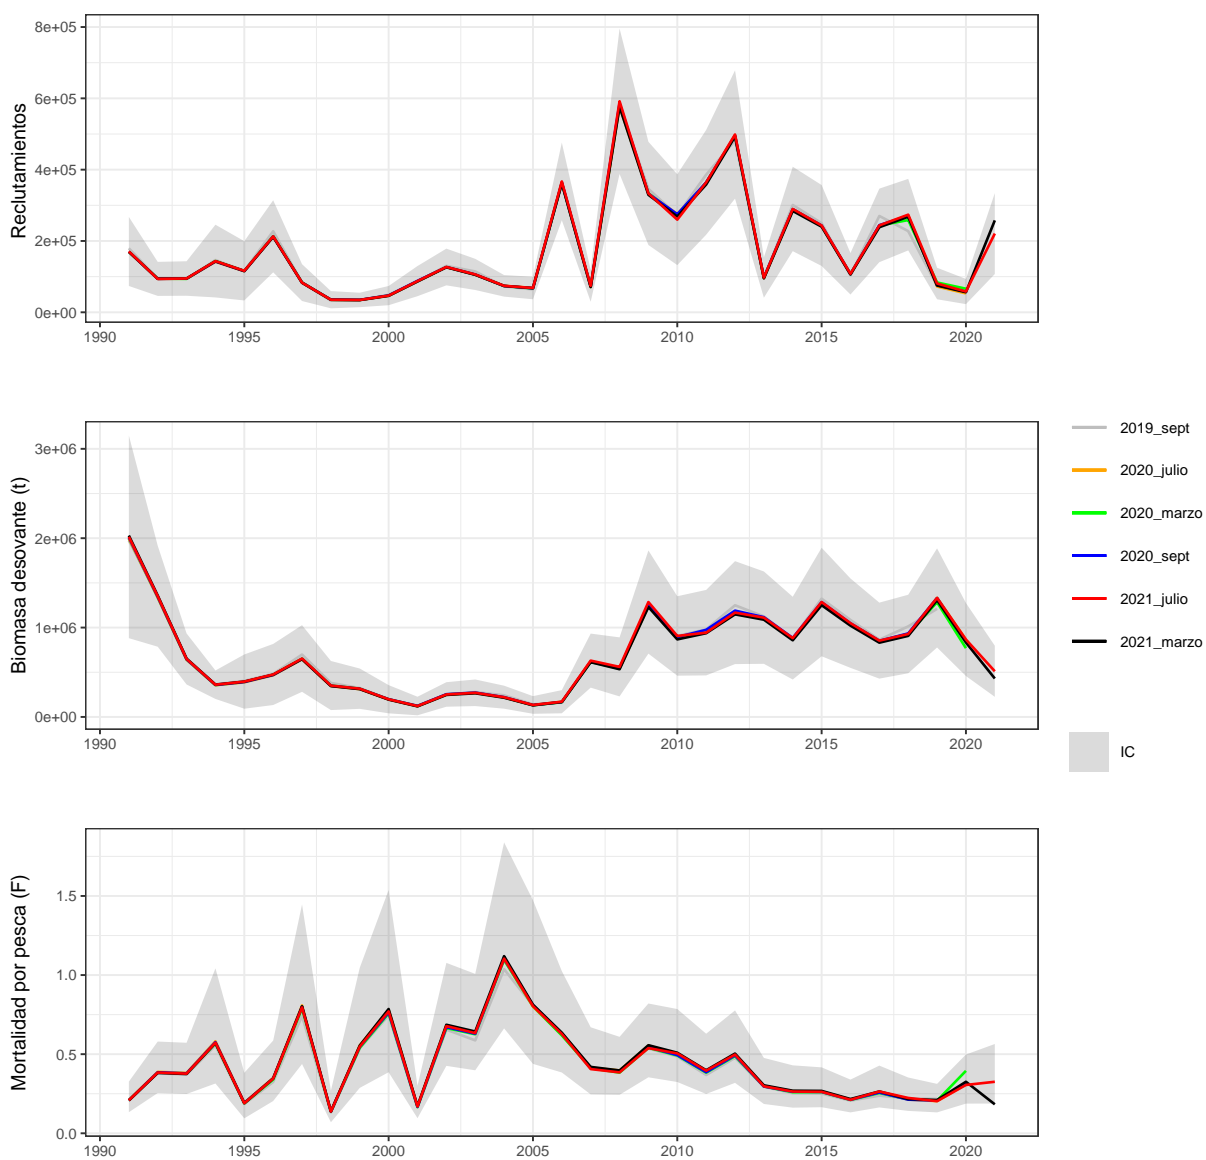 Reclutamientos
8e+05
6e+05
4e+05
2e+05
0e+00
1990 1995 2000 2005 2010 2015 2020
Biomasa desovante (t)
3e+06
2e+06
1e+06
0e+00
1990 1995 2000 2005 2010 2015 2020
2019_sept
2020_julio
2020_marzo
2020_sept
2021_julio
2021_marzo
IC
Mortalidad por pesca (F)
1.5
1.0
0.5
0.0
1990 1995 2000 2005 2010 2015 2020